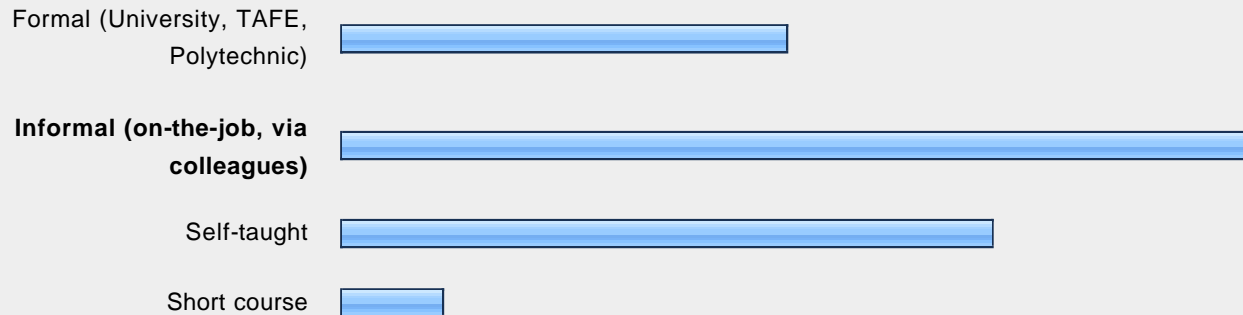 Formal (University, TAFE,
Polytechnic)
Informal (on-the-job, via
colleagues)
Self-taught
Short course